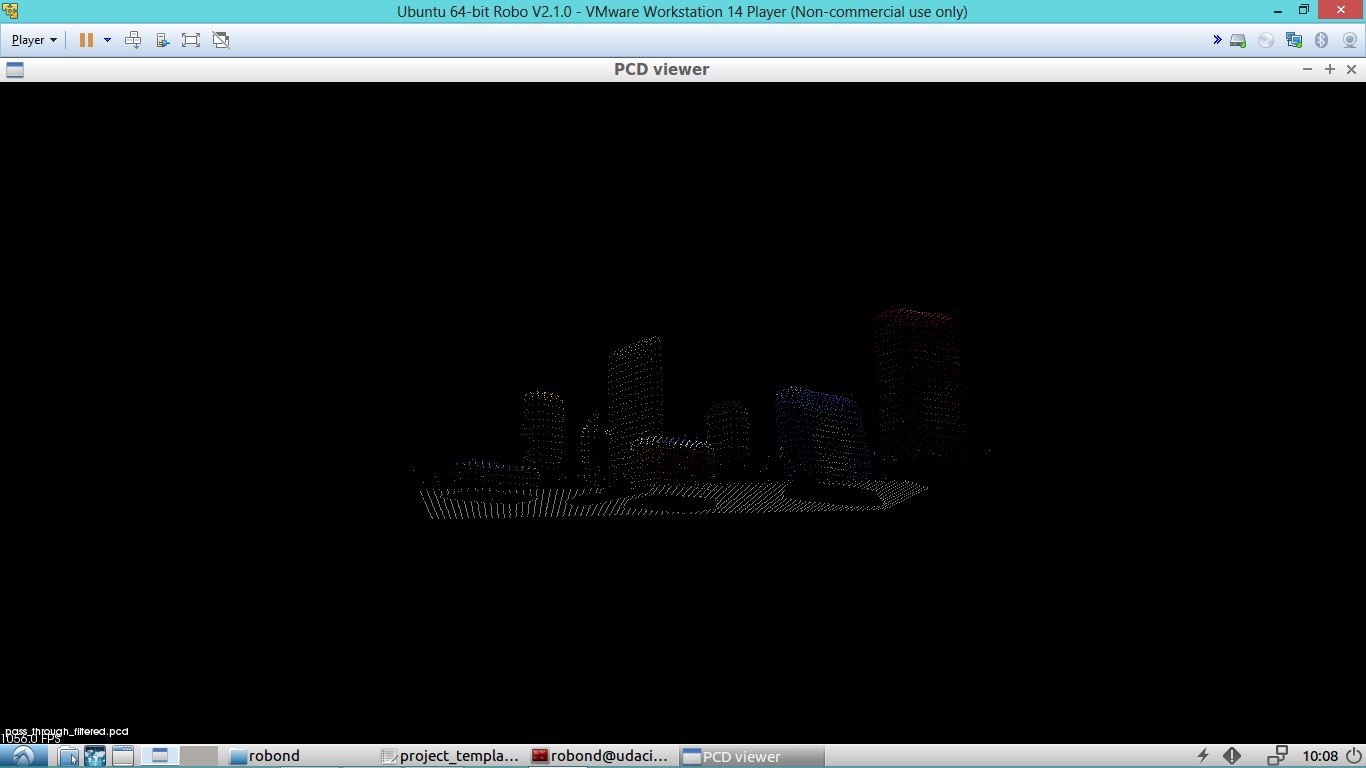 Ubuntu 64-bit Robo V2.1.0 - VMware Workstation 14 Player (Non-commercial use only)
Player
PCD viewer
pass_through_filtered.pcd
1056.0 FPS
robond
project_templa...
robond@udaci...
PCD viewer
10:08